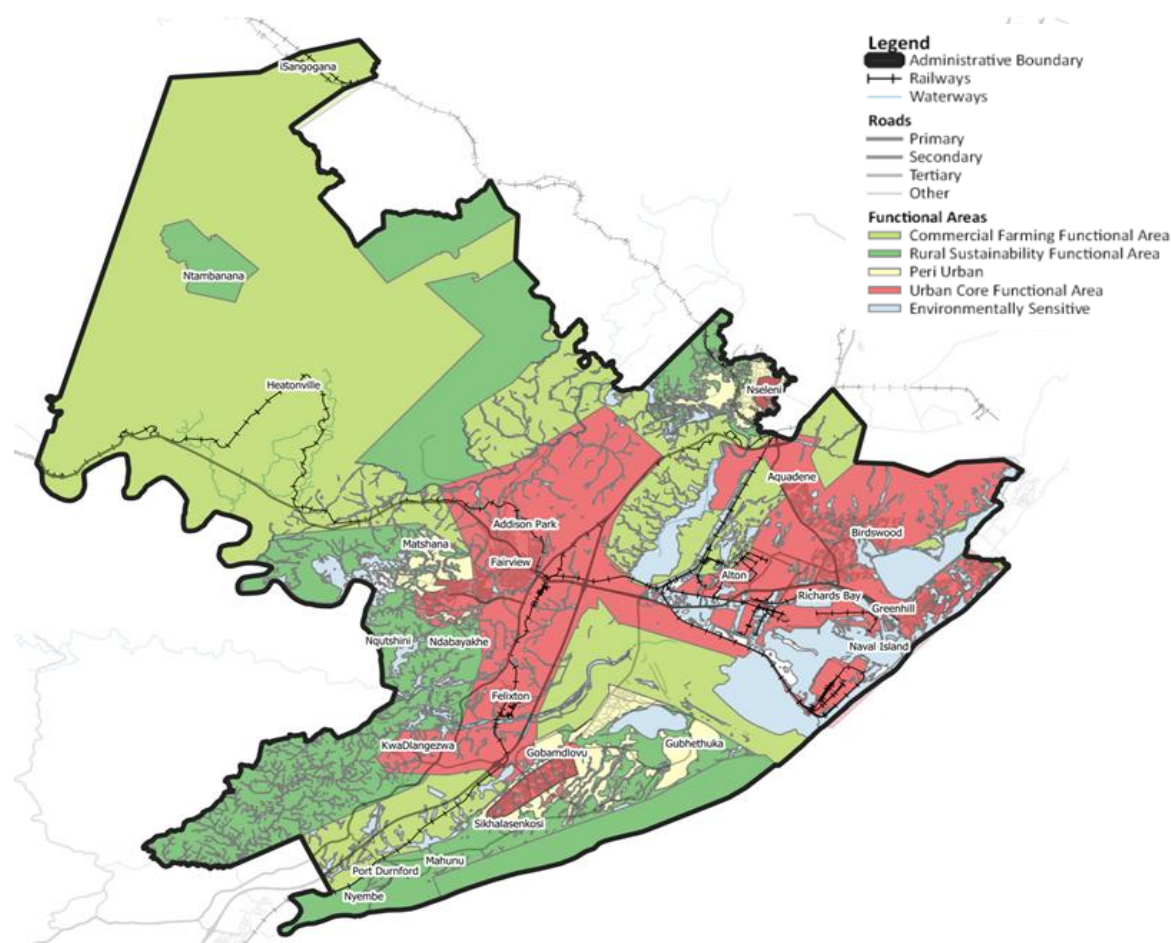 Legend
Administrative Boundary
Railways
Waterways
Roads
Primary
Secondary
Tertiary
Other
Functional Areas
Commercial Farming Functional Area
Rural Sustainability Functional Area
Peri Urban
Urban Core Functional Area
Environmentally Sensitive
iSangogana
Ntambanana
Heatonville
Nseleni
Aquadene
Addison Park
Birdswood
Matshana
Fairview
Alton
Richards Bay
Greenhill
Nqutshini
Ndabayakhe
Naval Island
Felixton
KwaDlangezwa
Gobamdlovu
Gubhethuka
Sikhalasenkosi
Mahunu
Port Durnford
Nyembe